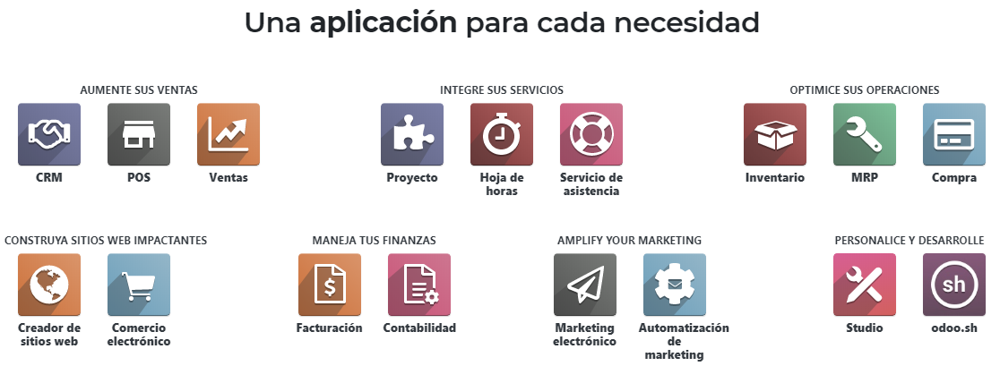 Una aplicación para cada necesidad
AUMENTE SUS VENTAS
CRM
POS
Ventas
INTEGRE SUS SERVICIOS
Proyecto
Hoja de
horas
Servicio de
asistencia
OPTIMICE SUS OPERACIONES
Inventario
MRP
Compra
CONSTRUYA SITIOS WEB IMPACTANTES
Creador de
sitios web
Comercio
electrónico
MANEJA TUS FINANZAS
$
Facturación
Contabilidad
AMPLIFY YOUR MARKETING
Marketing
electrónico
Automatización
de
marketing
PERSONALICE Y DESARROLLE
Studio
sh
odoo.sh